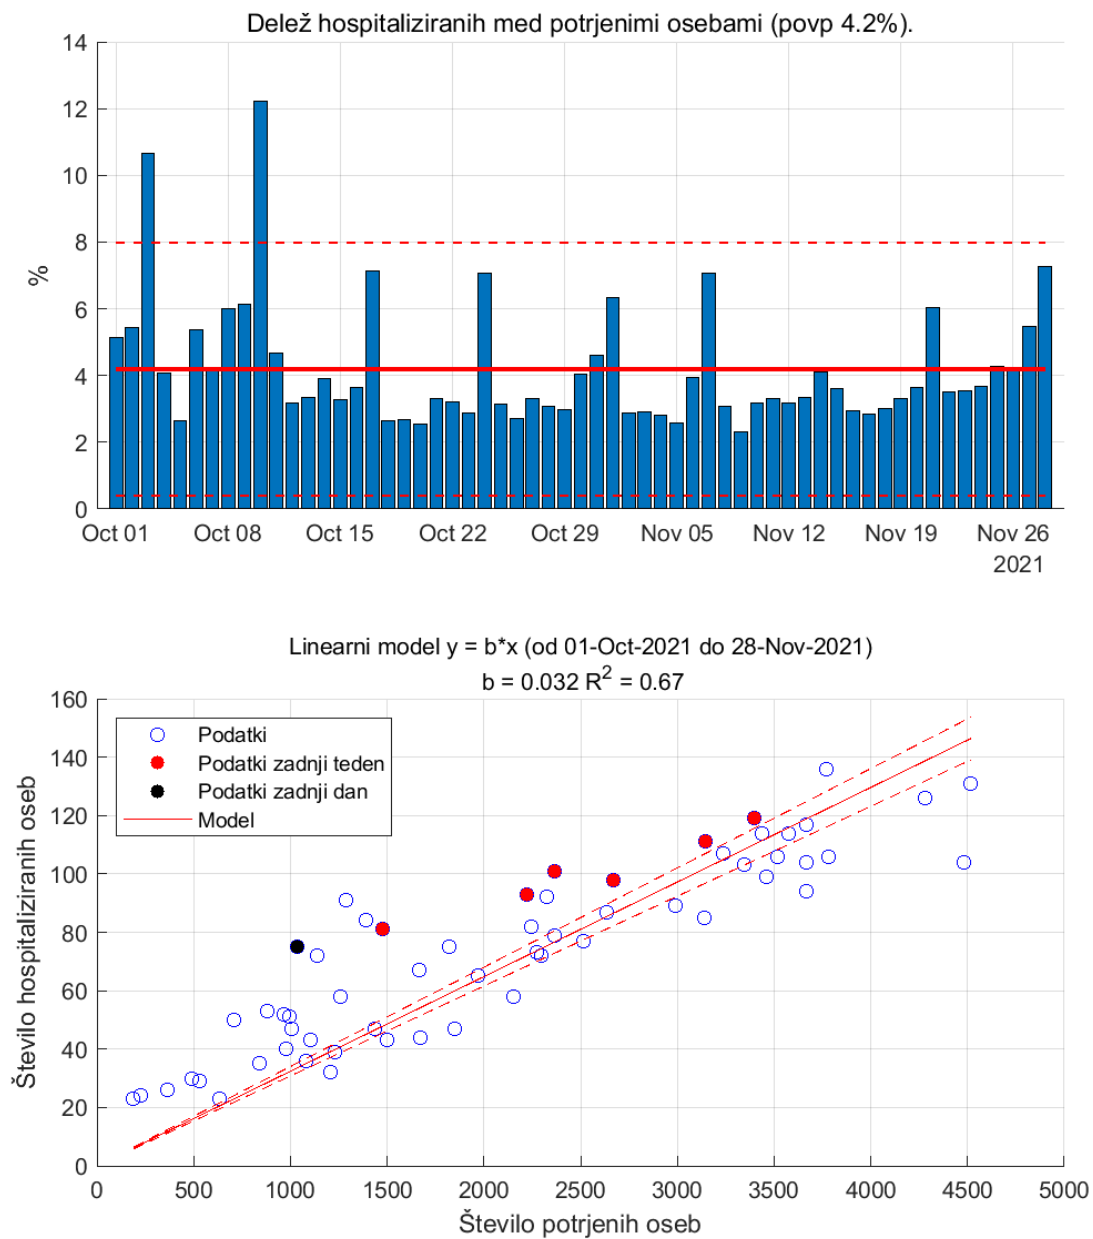 Delež hospitaliziranih med potrjenimi osebami (povp 4.2%).
14
12
10
8
6
4
2
0
%
Oct 01 Oct 08 Oct 15 Oct 22 Oct 29 Nov 05 Nov 12 Nov 19 Nov 26
2021
Linearni model y = b*x (od 01-Oct-2021 do 28-Nov-2021)
b = 0.032 R² = 0.67
160
140
120
100
80
60
40
20
0
Število hospitaliziranih oseb
Podatki
Podatki zadnji teden
Podatki zadnji dan
Model
0 500 1000 1500 2000 2500 3000 3500 4000 4500 5000
Število potrjenih oseb